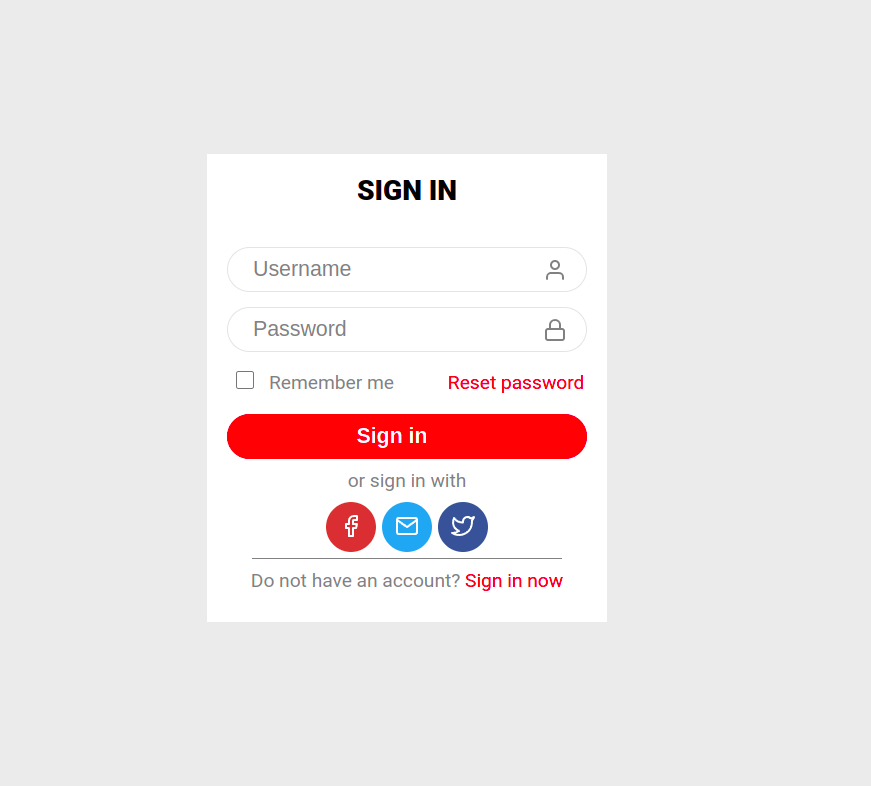 SIGN IN
Username
Password
Remember me Reset password
Sign in
or sign in with
Do not have an account? Sign in now